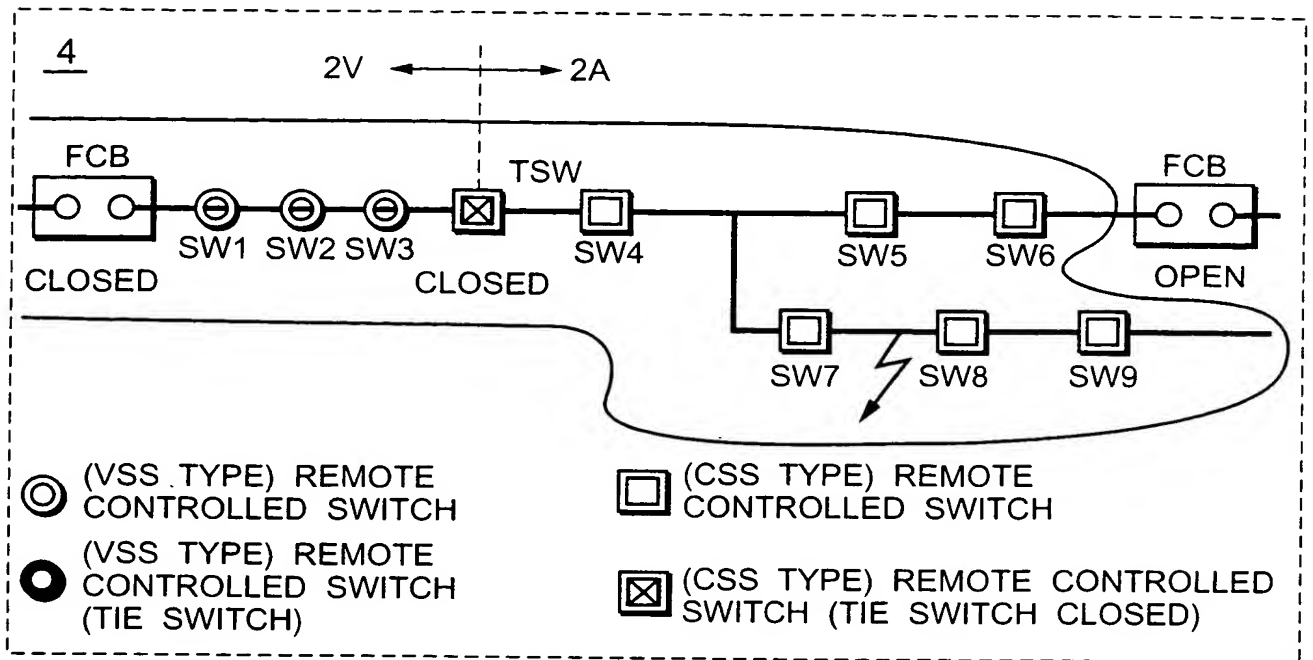 4
2V 2A
FCB TSW FCB
SW1 SW2 SW3 SW4 SW5 SW6
CLOSED CLOSED OPEN
SW7 SW8 SW9
(VSS TYPE) REMOTE
CONTROLLED SWITCH
(CSS TYPE) REMOTE
CONTROLLED SWITCH
(VSS TYPE) REMOTE
CONTROLLED SWITCH
(TIE SWITCH)
(CSS TYPE) REMOTE CONTROLLED
SWITCH (TIE SWITCH CLOSED)